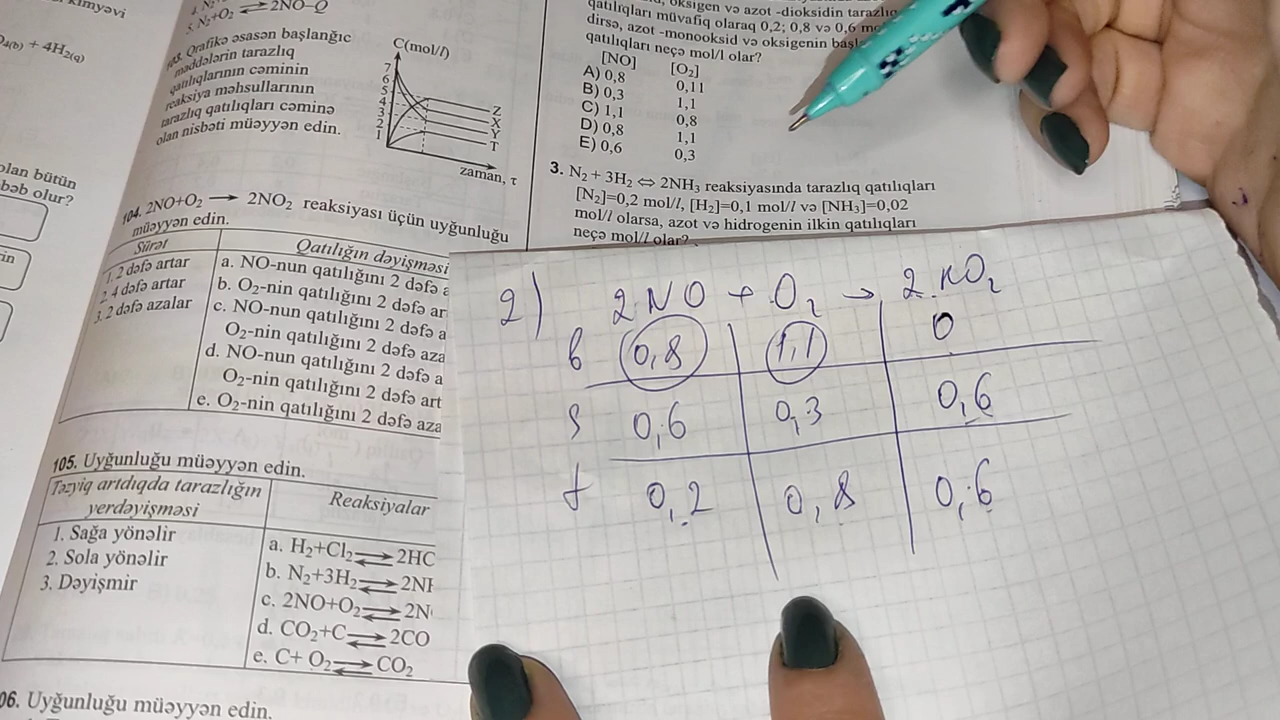 kimyəvi
4(b) + 4H2(q)
olan bütün
bəb olur?
N2+O2 ⇄ 2NO–Q
103. Qrafikə əsasən başlanğıc
maddələrin tarazlıq
qatılıqlarının cəminin
reaksiya məhsullarının
tarazlıq qatılıqları cəminə
olan nisbəti müəyyən edin.
C(mol/l)
7
6
5
4
3
2
1
Z
X
Y
T
zaman, τ
104. 2NO+O2 → 2NO2 reaksiyası üçün uyğunluğu
müəyyən edin.
Sürət
Qatılığın dəyişməsi
1. 2 dəfə artar
2. 4 dəfə artar
3. 2 dəfə azalar
a. NO-nun qatılığını 2 dəfə a
b. O2-nin qatılığını 2 dəfə ar
c. NO-nun qatılığını 2 dəfə a
O2-nin qatılığını 2 dəfə aza
d. NO-nun qatılığını 2 dəfə a
O2-nin qatılığını 2 dəfə art
e. O2-nin qatılığını 2 dəfə aza
105. Uyğunluğu müəyyən edin.
Təzyiq artdıqda tarazlığın
yerdəyişməsi
Reaksiyalar
1. Sağa yönəlir
2. Sola yönəlir
3. Dəyişmir
a. H2+Cl2⇄2HC
b. N2+3H2⇄2NH
c. 2NO+O2⇄2N
d. CO2+C⇄2CO
e. C+ O2⇄CO2
06. Uyğunluğu müəyyən edin.
oksigen və azot -dioksidin tarazlıq
qatılıqları müvafiq olaraq 0,2; 0,8 və 0,6 mo
dirsə, azot -monooksid və oksigenin başl
qatılıqları neçə mol/l olar?
[NO] [O2]
A) 0,8 0,11
B) 0,3 1,1
C) 1,1 0,8
D) 0,8 1,1
E) 0,6 0,3
3. N2 + 3H2 ⇔ 2NH3 reaksiyasında tarazlıq qatılıqları
[N2]=0,2 mol/l, [H2]=0,1 mol/l və [NH3]=0,02
mol/l olarsa, azot və hidrogenin ilkin qatılıqları
neçə mol/l olar?
2) 2NO + O2 → 2NO2
b 0,8 1,1 0
s 0,6 0,3 0,6
t 0,2 0,8 0,6